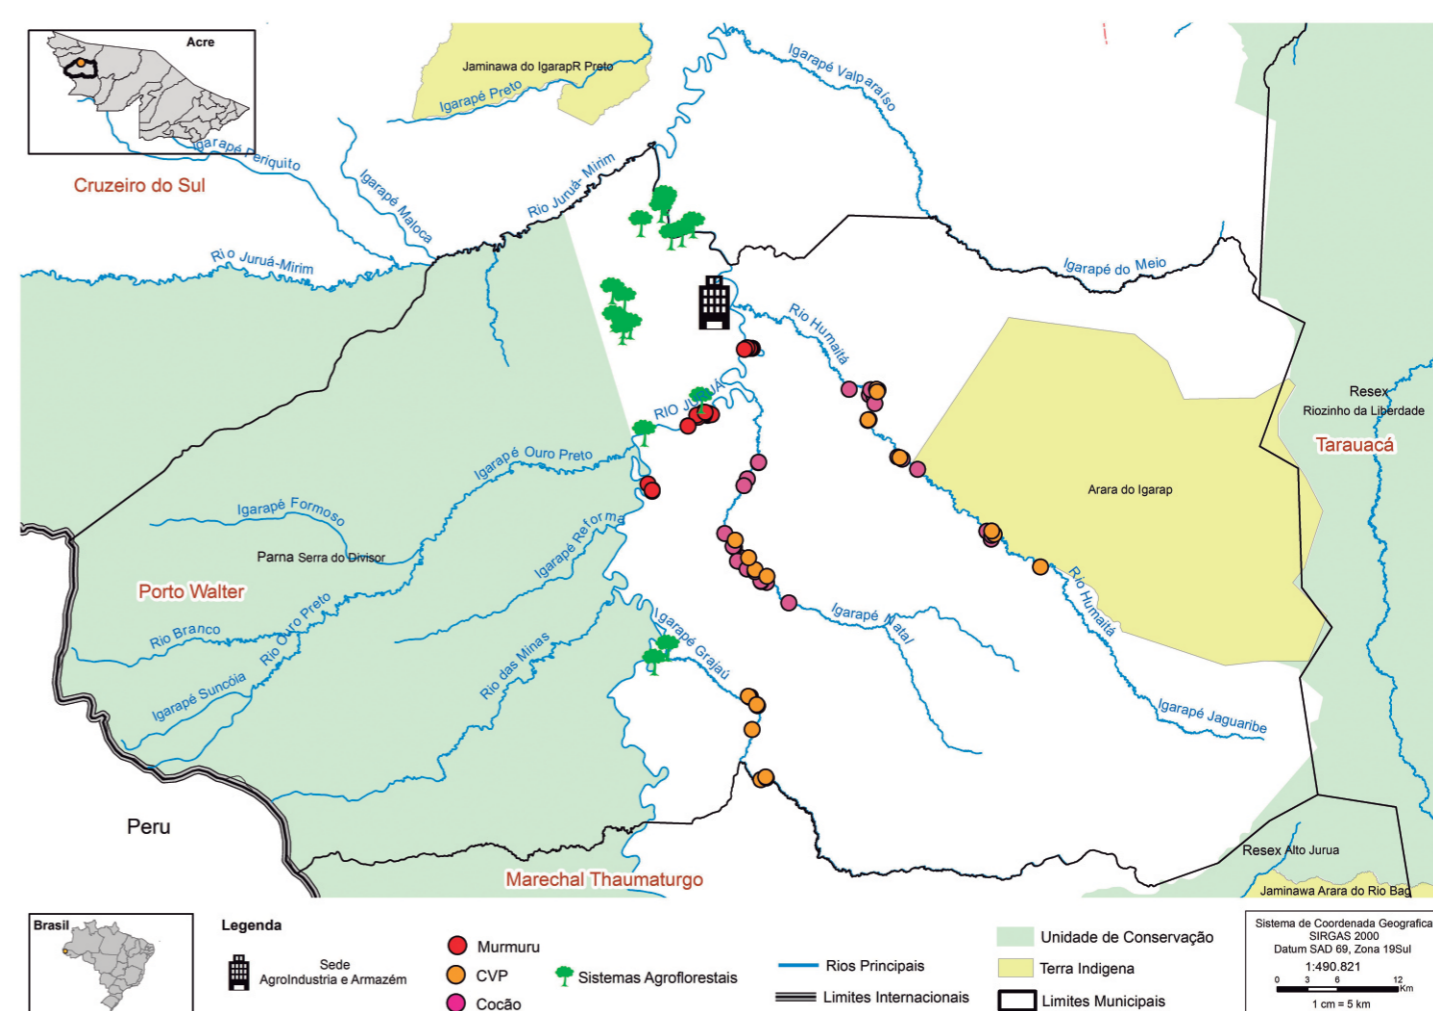 Acre
Jaminawa do IgarapR Preto
Igarapé Preto
Igarapé Valparaíso
Igarapé Periquito
Cruzeiro do Sul
Igarapé Maloca
Rio Juruá- Mirim
Rio Juruá-Mirim
Igarapé do Meio
Rio Humaitá
RIO JURUÁ
Resex
Riozinho da Liberdade
Tarauacá
Igarapé Ouro Preto
Arara do Igarap
Igarapé Formoso
Igarapé Reforma
Parna Serra do Divisor
Porto Walter
Rio Branco
Rio Ouro Preto
Rio das Minas
Igarapé Grajaú
Igarapé Natal
Rio Humaitá
Igarapé Suncóia
Igarapé Jaguaribe
Peru
Marechal Thaumaturgo
Resex Alto Jurua
Jaminawa Arara do Rio Bag
Brasil
Legenda
Sede
AgroIndustria e Armazém
Murmuru
CVP
Cocão
Sistemas Agroflorestais
Rios Principais
Limites Internacionais
Unidade de Conservação
Terra Indigena
Limites Municipais
Sistema de Coordenada Geografica
SIRGAS 2000
Datum SAD 69, Zona 19Sul
1:490.821
0 3 6 12
Km
1 cm = 5 km